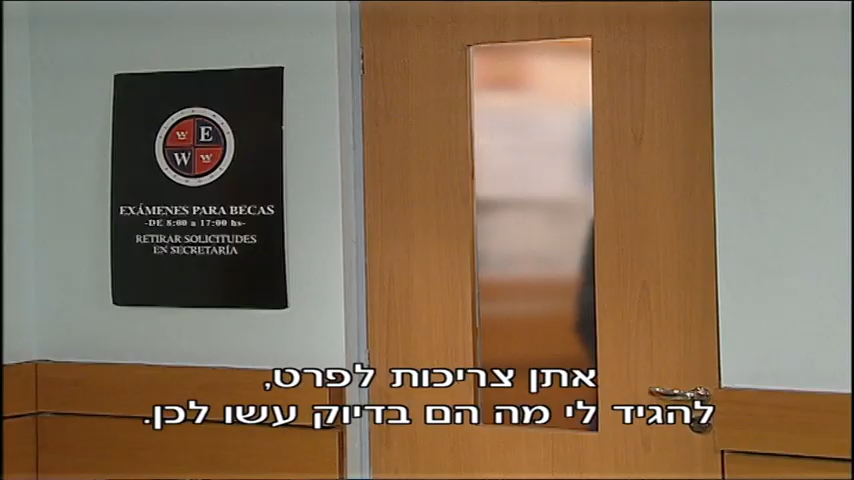 E
W
EXÁMENES PARA BECAS
-DE 8:00 a 17:00 hs-
RETIRAR SOLICITUDES
EN SECRETARÍA
אתן צריכות לפרט,
להגיד לי מה הם בדיוק עשו לכן.